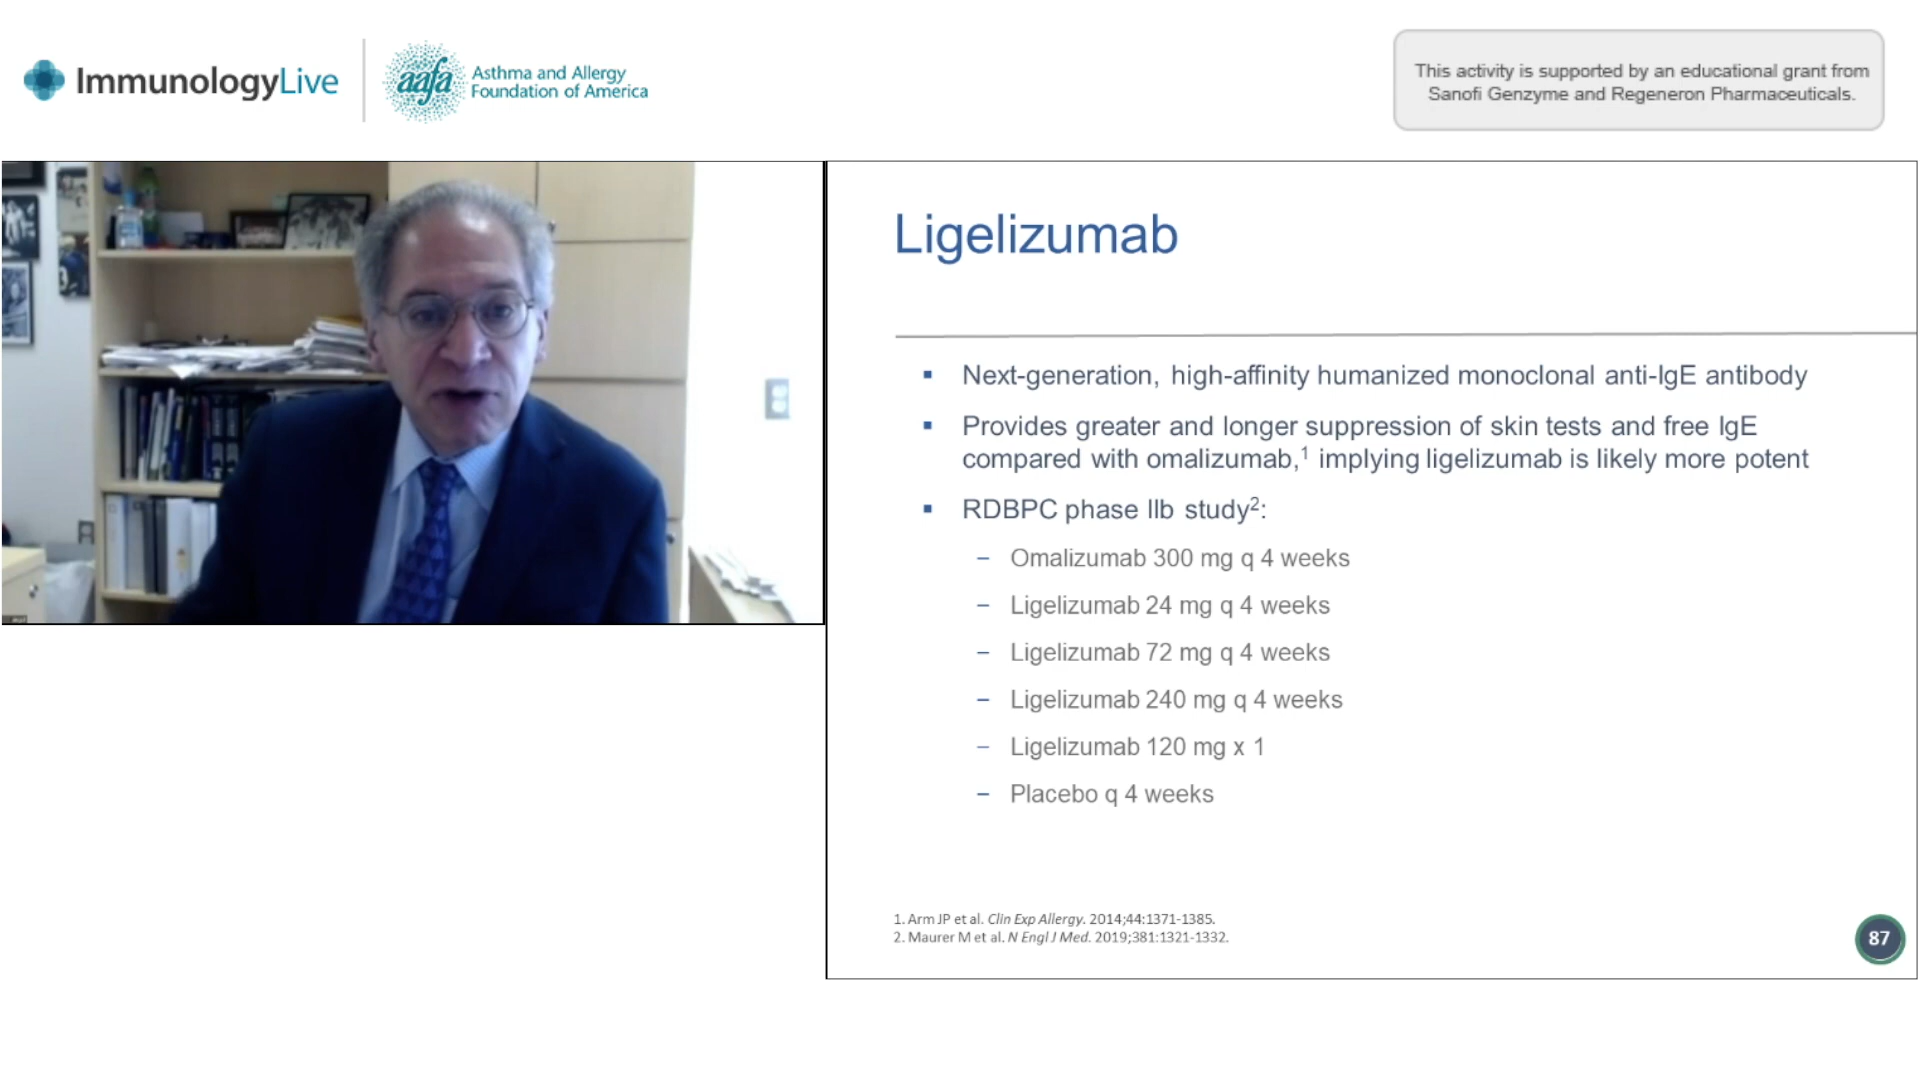 ImmunologyLive
aafa
Asthma and Allergy
Foundation of America
This activity is supported by an educational grant from
Sanofi Genzyme and Regeneron Pharmaceuticals.
Ligelizumab
▪ Next-generation, high-affinity humanized monoclonal anti-IgE antibody
▪ Provides greater and longer suppression of skin tests and free IgE
compared with omalizumab,¹ implying ligelizumab is likely more potent
▪ RDBPC phase IIb study²:
– Omalizumab 300 mg q 4 weeks
– Ligelizumab 24 mg q 4 weeks
– Ligelizumab 72 mg q 4 weeks
– Ligelizumab 240 mg q 4 weeks
– Ligelizumab 120 mg x 1
– Placebo q 4 weeks
1. Arm JP et al. Clin Exp Allergy. 2014;44:1371-1385.
2. Maurer M et al. N Engl J Med. 2019;381:1321-1332.
87